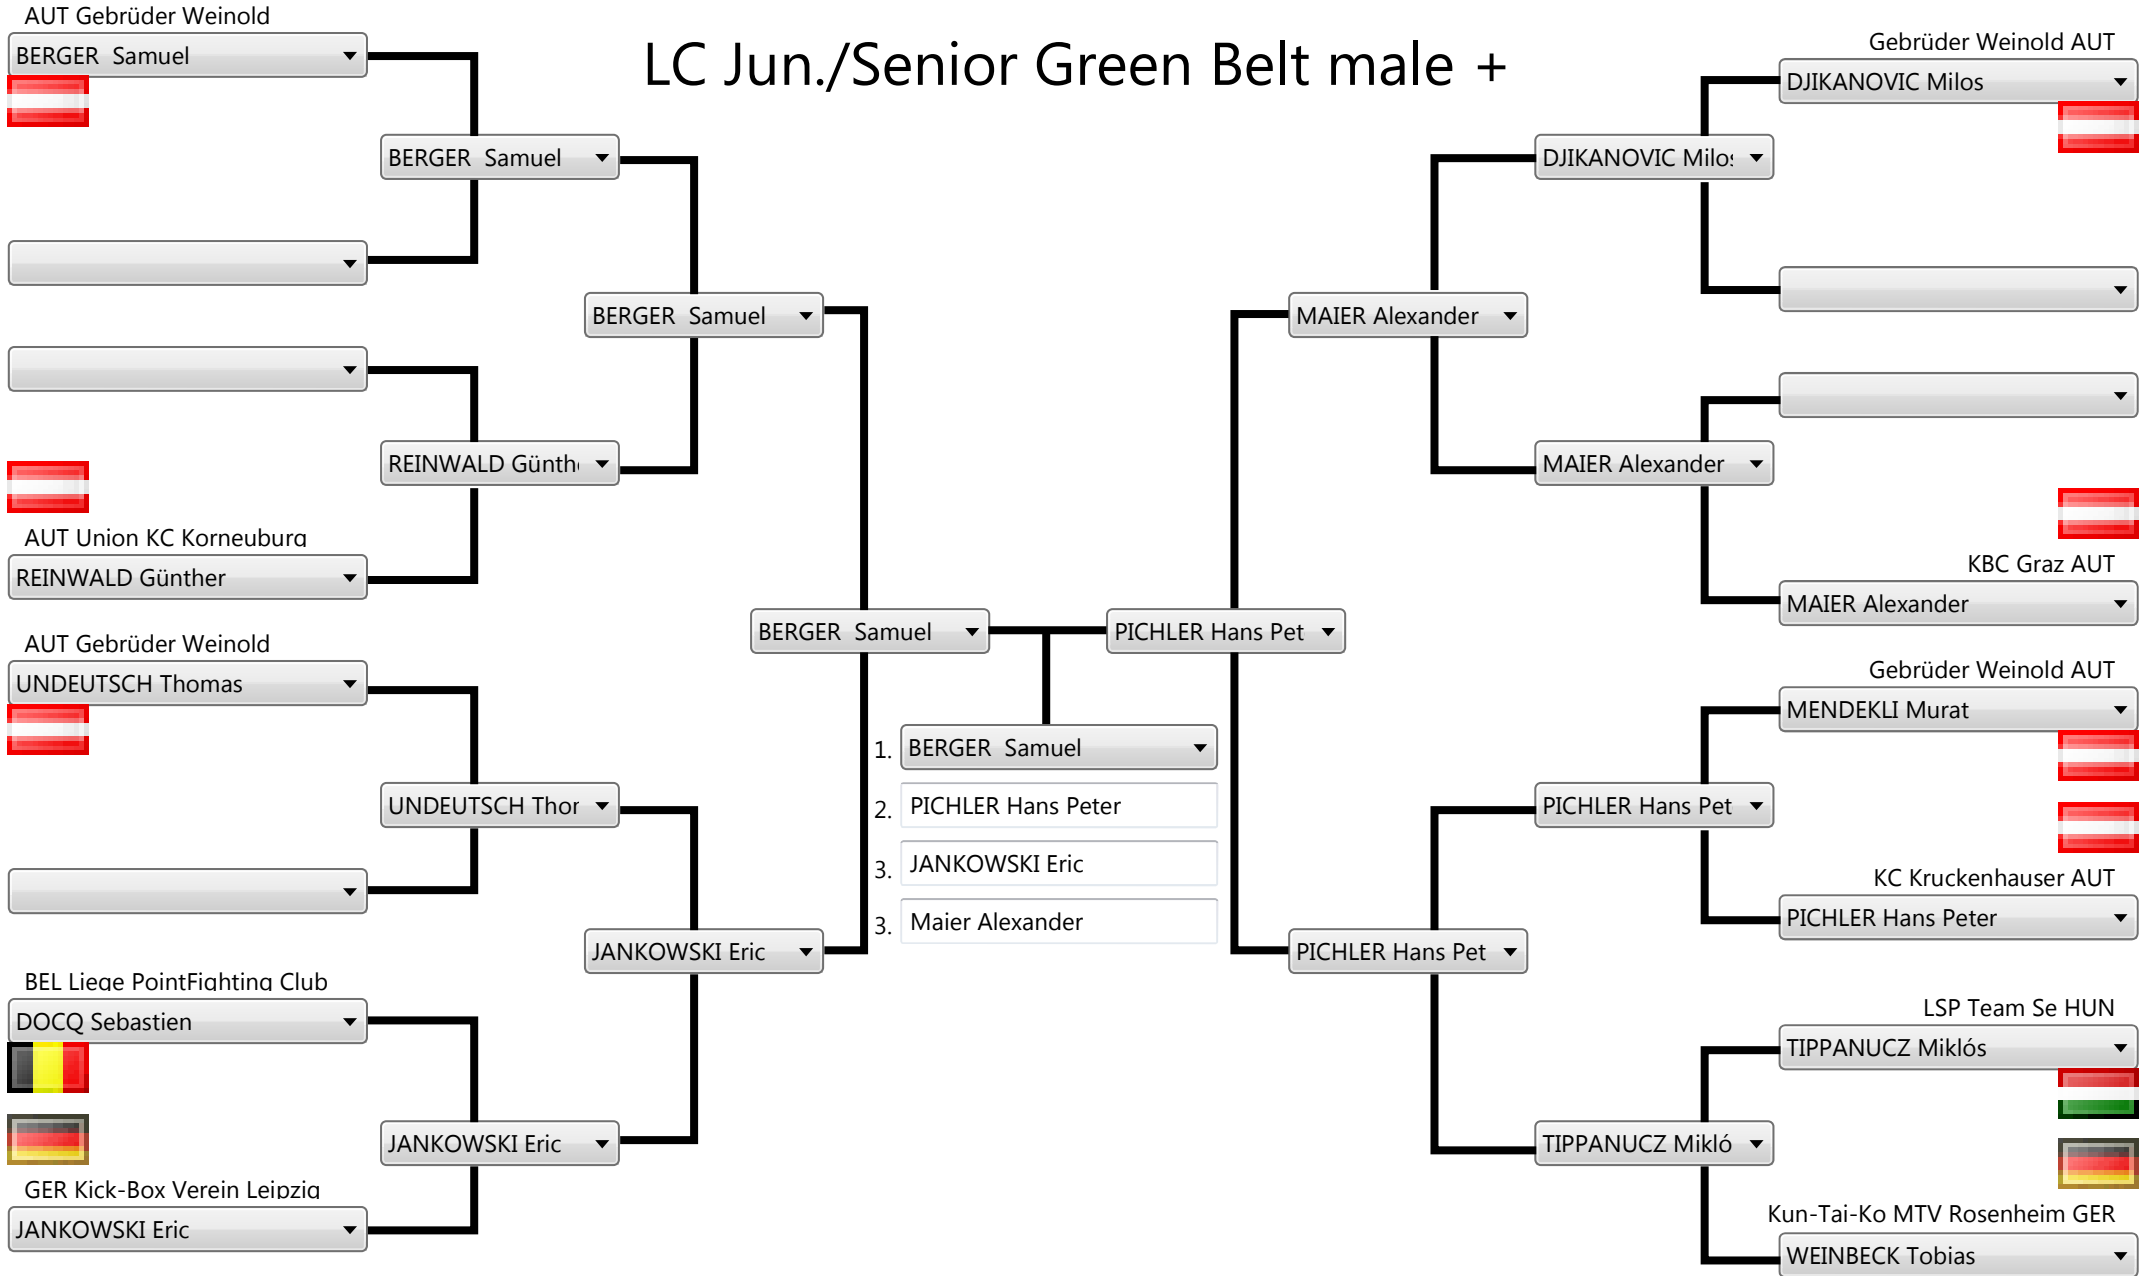 LC Jun./Senior Green Belt male +
AUT Gebrüder Weinold
BERGER  Samuel
BERGER  Samuel
BERGER  Samuel
REINWALD Günth
AUT Union KC Korneuburg
REINWALD Günther
AUT Gebrüder Weinold
UNDEUTSCH Thomas
UNDEUTSCH Thor
JANKOWSKI Eric
BEL Liege PointFighting Club
DOCQ Sebastien
JANKOWSKI Eric
GER Kick-Box Verein Leipzig
JANKOWSKI Eric
BERGER  Samuel
PICHLER Hans Pet
1. BERGER  Samuel
2. PICHLER Hans Peter
3. JANKOWSKI Eric
3. Maier Alexander
Gebrüder Weinold AUT
DJIKANOVIC Milos
DJIKANOVIC Milos
MAIER Alexander
MAIER Alexander
KBC Graz AUT
MAIER Alexander
Gebrüder Weinold AUT
MENDEKLI Murat
PICHLER Hans Pet
KC Kruckenhauser AUT
PICHLER Hans Peter
PICHLER Hans Pet
LSP Team Se HUN
TIPPANUCZ Miklós
TIPPANUCZ Mikló
Kun-Tai-Ko MTV Rosenheim GER
WEINBECK Tobias